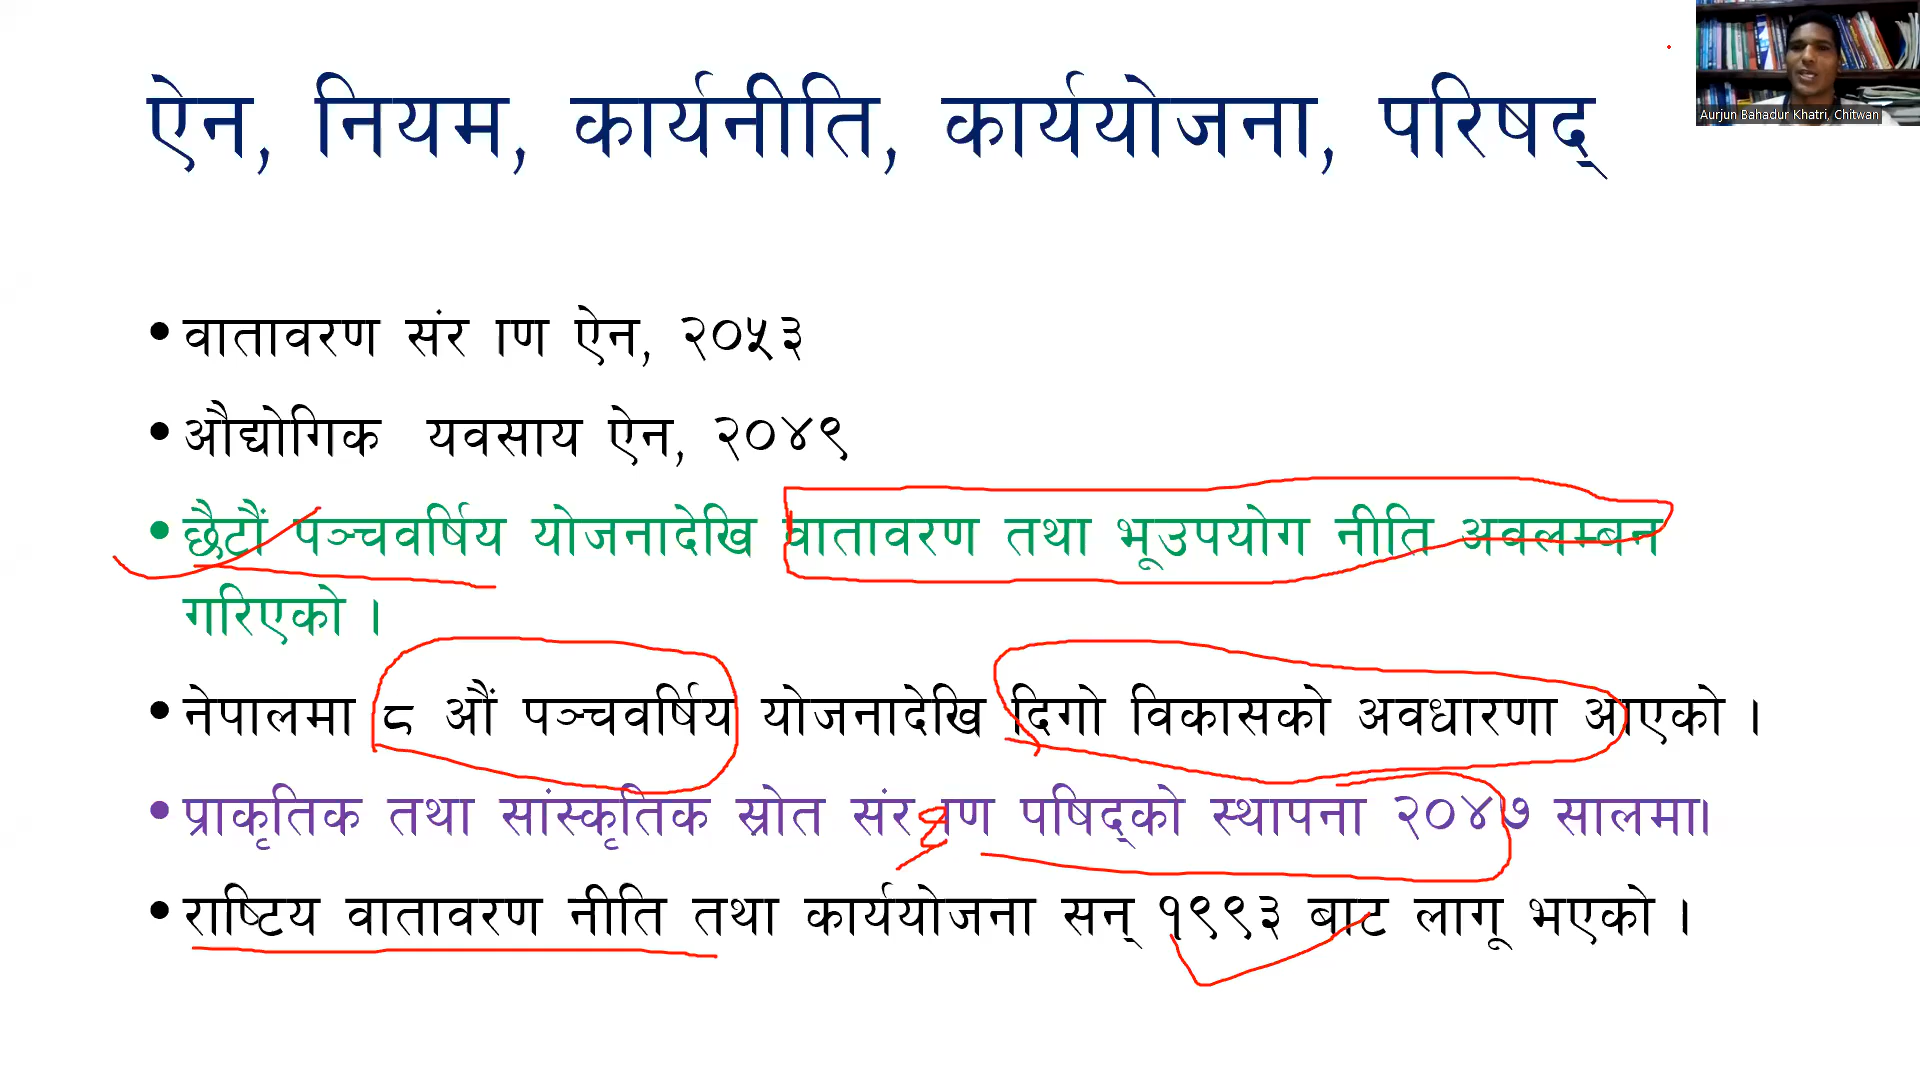 ऐन, नियम, कार्यनीति, कार्ययोजना, परिषद्
Aurjun Bahadur Khatri, Chitwan
• वातावरण संर ाण ऐन, २०५३
• औद्योगिक यवसाय ऐन, २०४९
• छैटौं पञ्चवर्षिय योजनादेखि वातावरण तथा भूउपयोग नीति अवलम्बन
गरिएको ।
• नेपालमा ८ औं पञ्चवर्षिय योजनादेखि दिगो विकासको अवधारणा आएको ।
• प्राकृतिक तथा सांस्कृतिक स्रोत संर ाण पषिद्को स्थापना २०४७ सालमा।
• राष्टिय वातावरण नीति तथा कार्ययोजना सन् १९९३ बाट लागू भएको ।